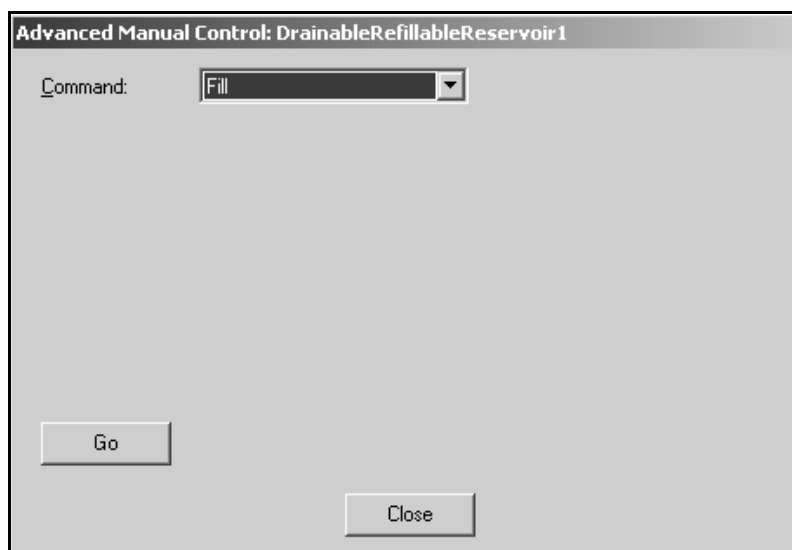 Advanced Manual Control: DrainableRefillableReservoir1
Command: Fill
Go
Close